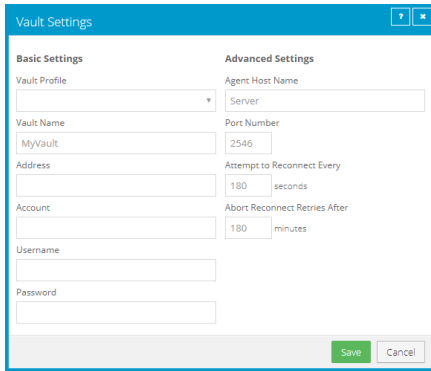 Vault Settings
? ×
Basic Settings
Vault Profile
Vault Name
MyVault
Address
Account
Username
Password
Advanced Settings
Agent Host Name
Server
Port Number
2546
Attempt to Reconnect Every
180 seconds
Abort Reconnect Retries After
180 minutes
Save Cancel